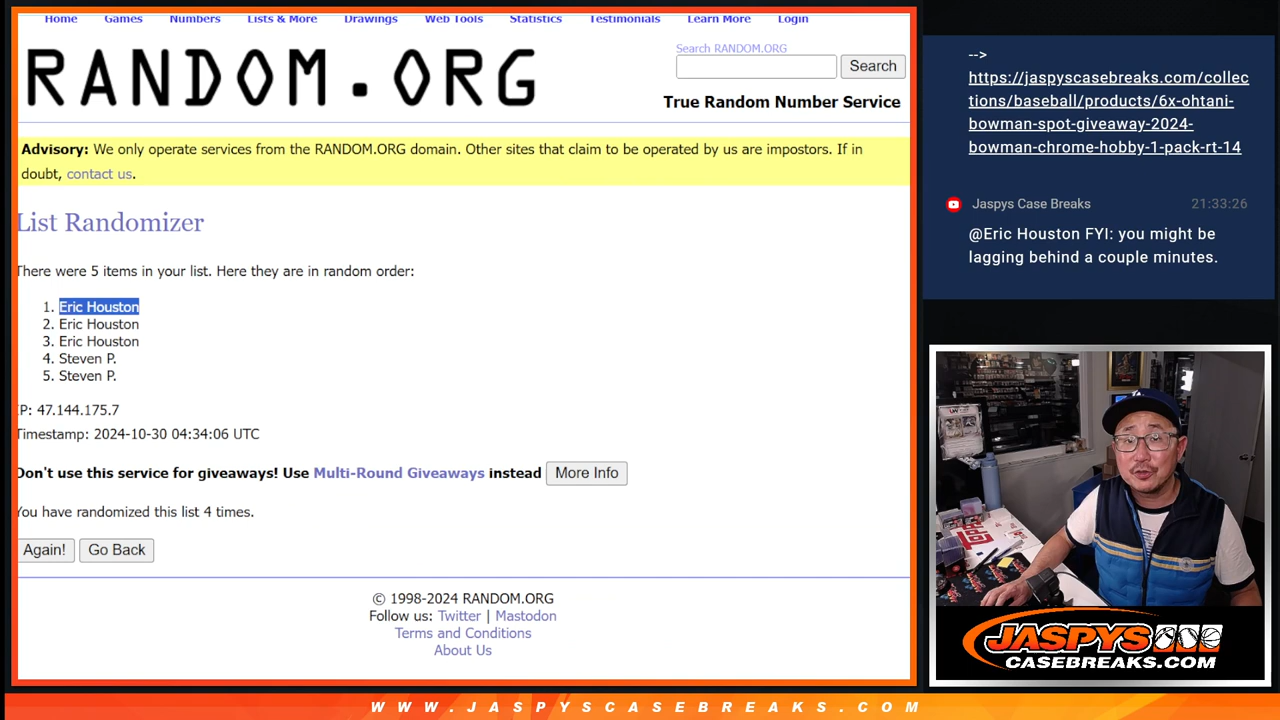 Home Games Numbers Lists & More Drawings Web Tools Statistics Testimonials Learn More Login
RANDOM.ORG
Search RANDOM.ORG
Search
True Random Number Service
Advisory: We only operate services from the RANDOM.ORG domain. Other sites that claim to be operated by us are impostors. If in
doubt, contact us.
List Randomizer
There were 5 items in your list. Here they are in random order:
1. Eric Houston
2. Eric Houston
3. Eric Houston
4. Steven P.
5. Steven P.
IP: 47.144.175.7
Timestamp: 2024-10-30 04:34:06 UTC
Don't use this service for giveaways! Use Multi-Round Giveaways instead More Info
You have randomized this list 4 times.
Again! Go Back
© 1998-2024 RANDOM.ORG
Follow us: Twitter | Mastodon
Terms and Conditions
About Us
-->
https://jaspyscasebreaks.com/collec
tions/baseball/products/6x-ohtani-
bowman-spot-giveaway-2024-
bowman-chrome-hobby-1-pack-rt-14
Jaspys Case Breaks 21:33:26
@Eric Houston FYI: you might be
lagging behind a couple minutes.
JASPYS
CASEBREAKS.COM
WWW.JASPYSCASEBREAKS.COM